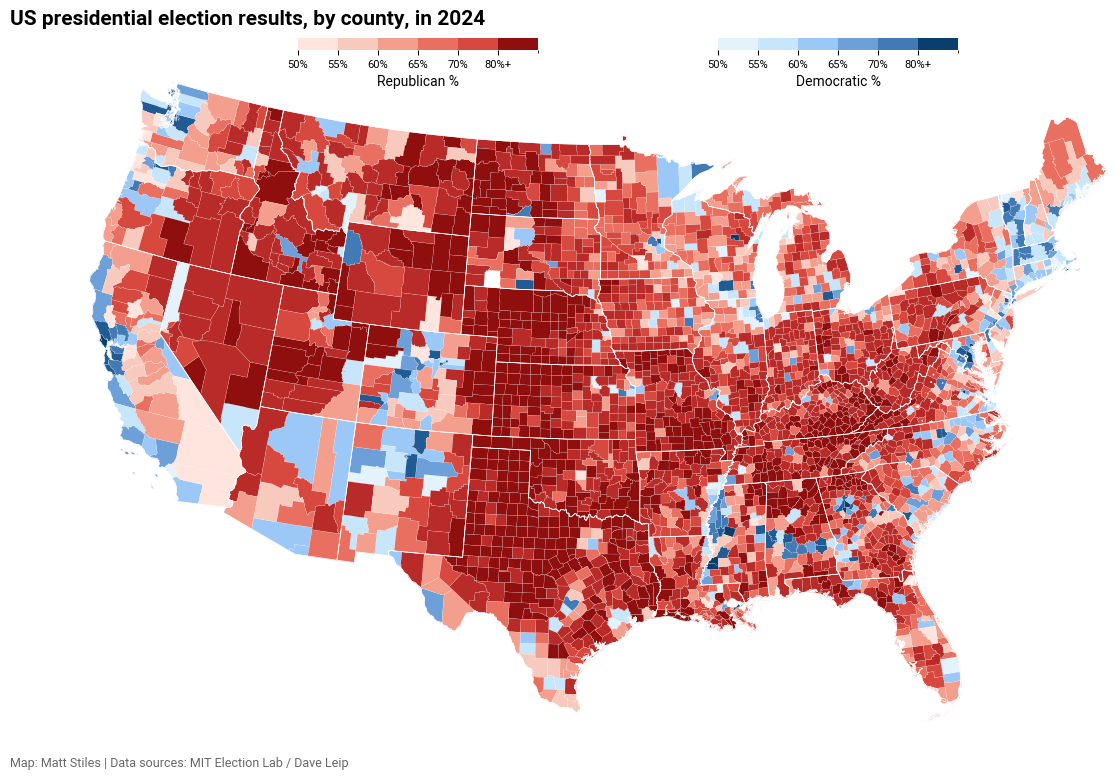 US presidential election results, by county, in 2024
50% 55% 60% 65% 70% 80%+
Republican %
50% 55% 60% 65% 70% 80%+
Democratic %
Map: Matt Stiles | Data sources: MIT Election Lab / Dave Leip